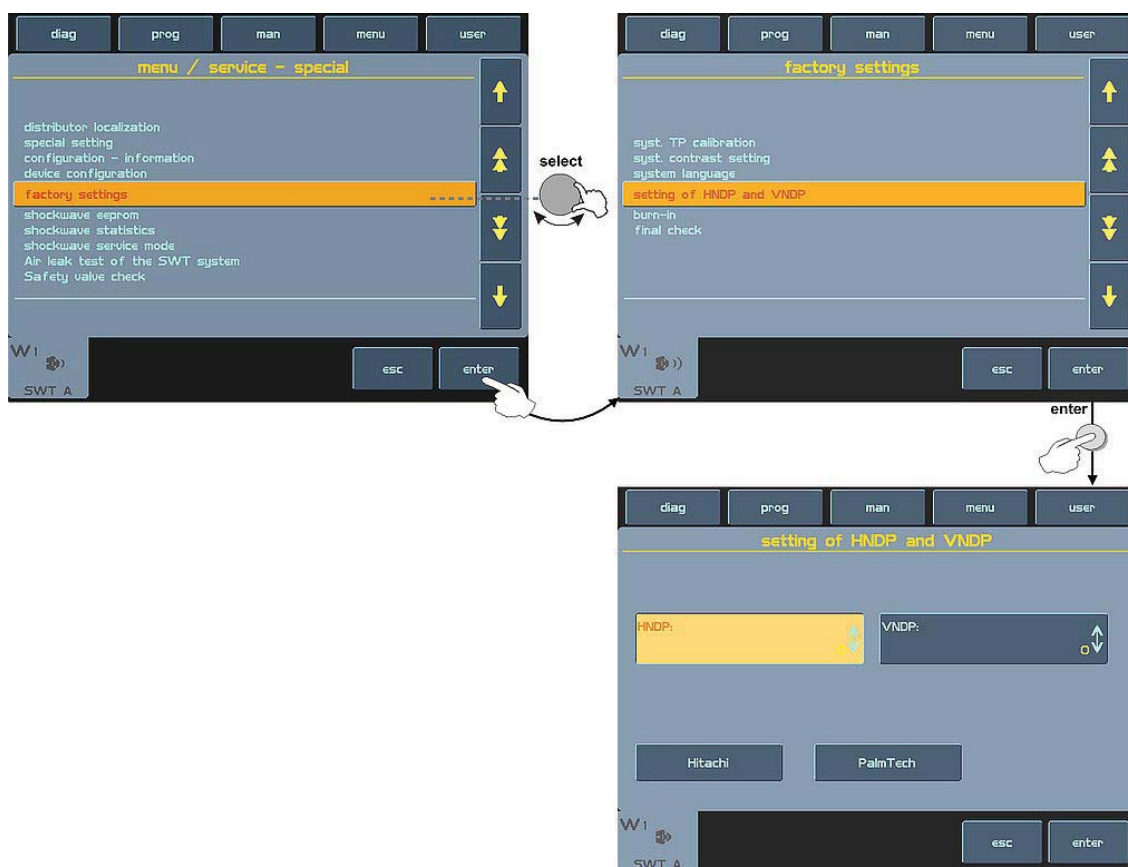 diag prog man menu user
menu / service - special
distributor localization
special setting
configuration - information
device configuration
factory settings
shockwave eeprom
shockwave statistics
shockwave service mode
Air leak test of the SWT system
Safety valve check
W1
SWT A
esc enter
select
diag prog man menu user
factory settings
syst. TP calibration
syst. contrast setting
system language
setting of HNDP and VNDP
burn-in
final check
W1
SWT A
esc enter
enter
diag prog man menu user
setting of HNDP and VNDP
HNDP: VNDP:
0
Hitachi PalmTech
W1
SWT A
esc enter